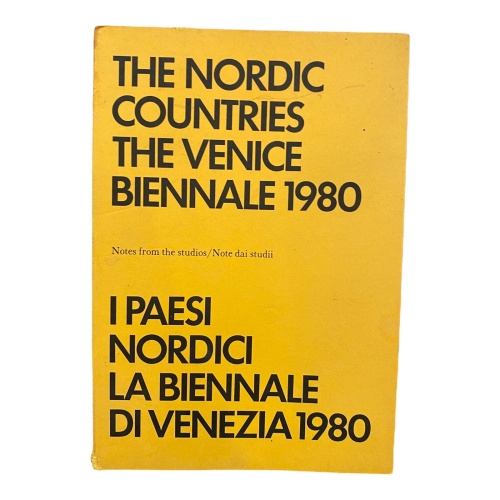 THE NORDIC
COUNTRIES
THE VENICE
BIENNALE 1980
Notes from the studios/Note dai studii
I PAESI
NORDICI
LA BIENNALE
DI VENEZIA 1980